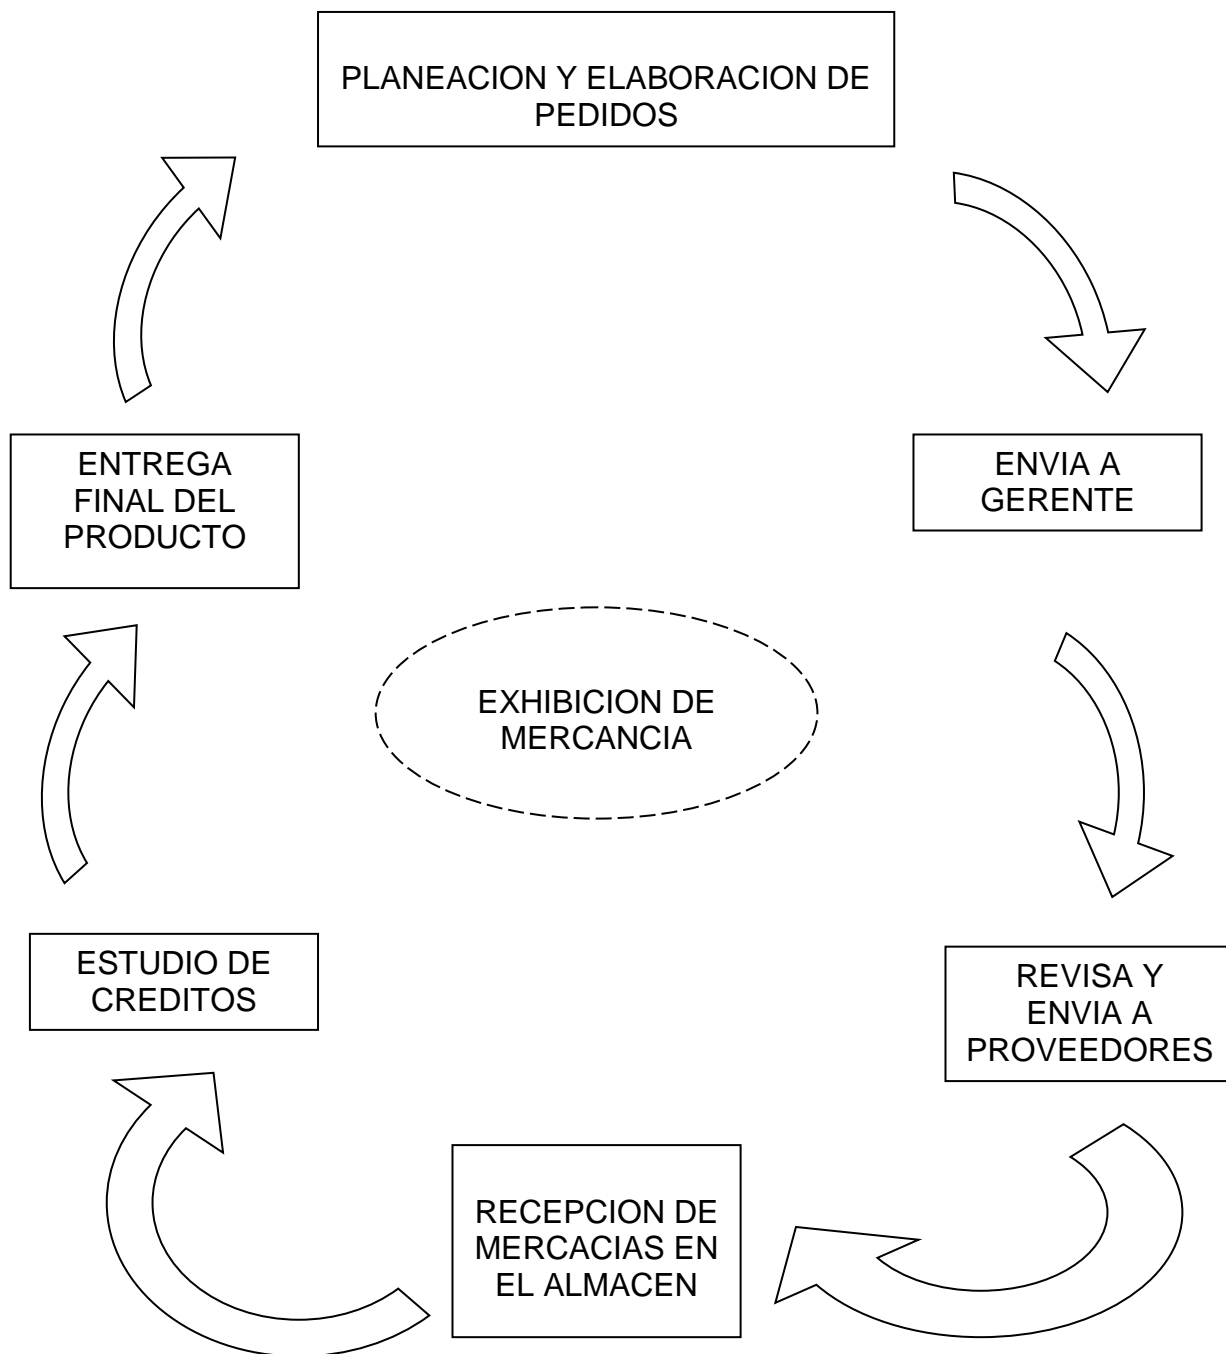 PLANEACION Y ELABORACION DE
PEDIDOS
ENVIA A
GERENTE
REVISA Y
ENVIA A
PROVEEDORES
RECEPCION DE
MERCACIAS EN
EL ALMACEN
ESTUDIO DE
CREDITOS
ENTREGA
FINAL DEL
PRODUCTO
EXHIBICION DE
MERCANCIA